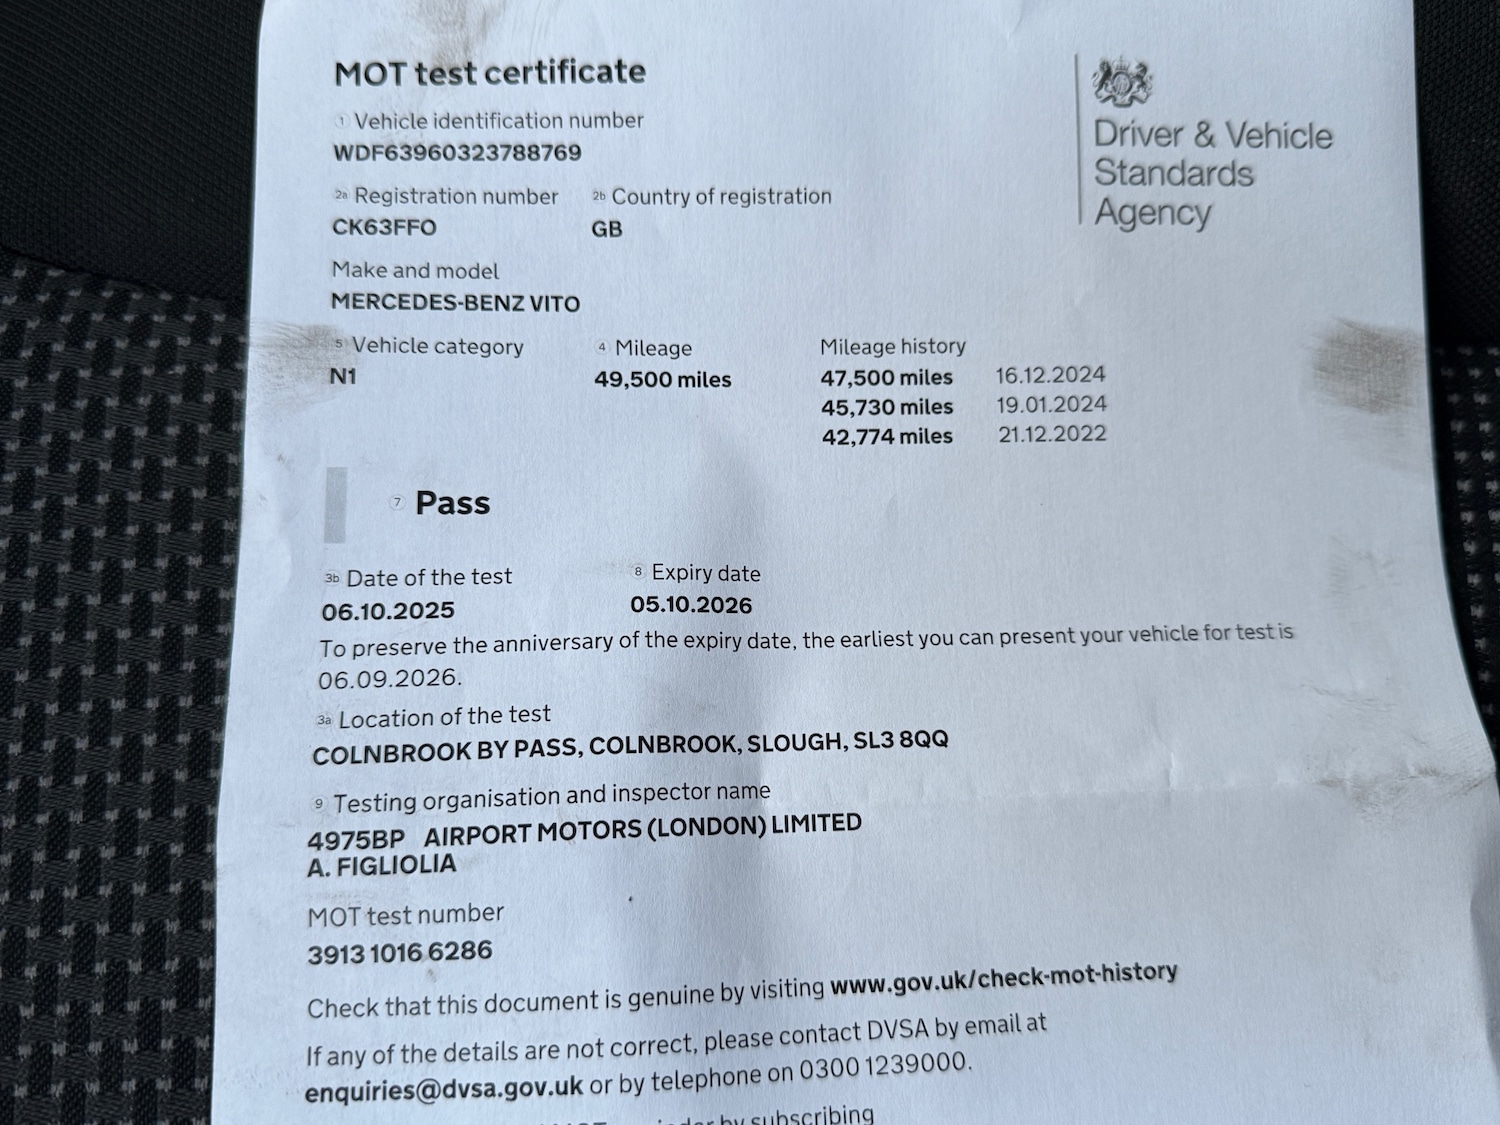 MOT test certificate
1 Vehicle identification number
WDF63960323788769
2a Registration number 2b Country of registration
CK63FFO GB
Make and model
MERCEDES-BENZ VITO
5 Vehicle category 4 Mileage Mileage history
N1 49,500 miles 47,500 miles 16.12.2024
45,730 miles 19.01.2024
42,774 miles 21.12.2022
7 Pass
3b Date of the test 8 Expiry date
06.10.2025 05.10.2026
To preserve the anniversary of the expiry date, the earliest you can present your vehicle for test is
06.09.2026.
3a Location of the test
COLNBROOK BY PASS, COLNBROOK, SLOUGH, SL3 8QQ
9 Testing organisation and inspector name
4975BP AIRPORT MOTORS (LONDON) LIMITED
A. FIGLIOLIA
MOT test number
3913 1016 6286
Check that this document is genuine by visiting www.gov.uk/check-mot-history
If any of the details are not correct, please contact DVSA by email at
enquiries@dvsa.gov.uk or by telephone on 0300 1239000.
by subscribing
Driver & Vehicle
Standards
Agency